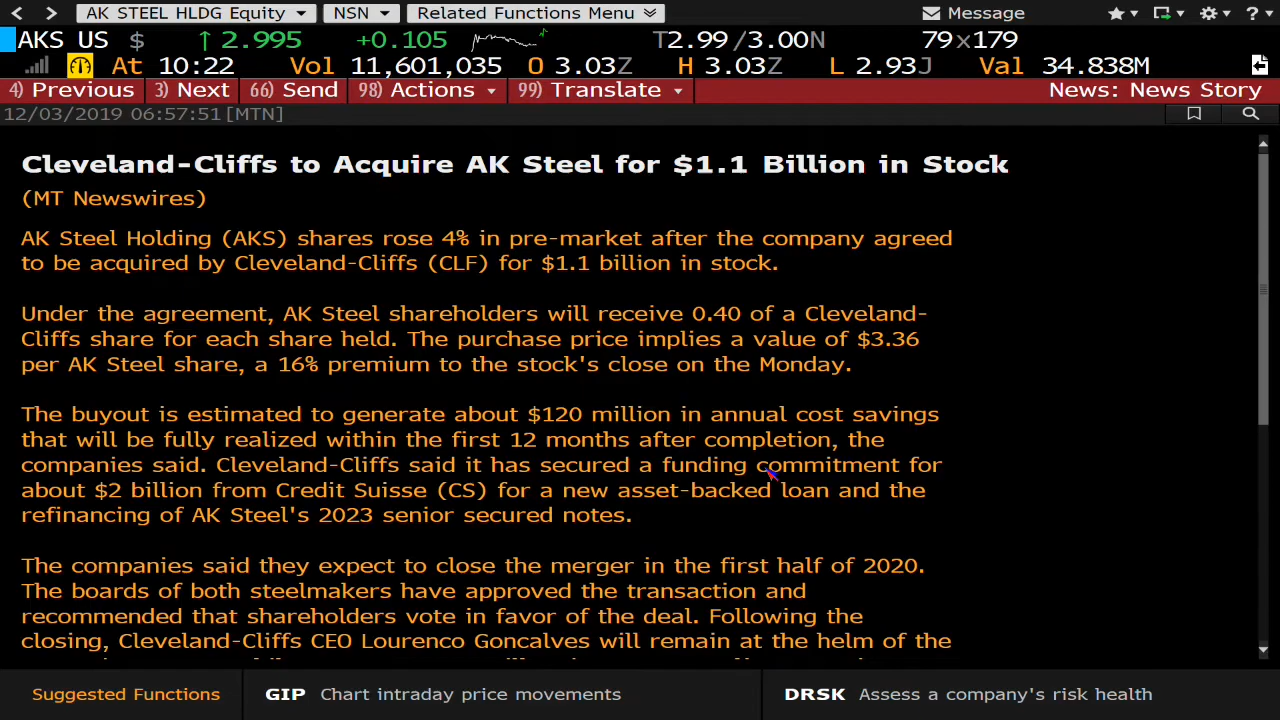 AK STEEL HLDG Equity NSN Related Functions Menu Message ?
AKS US $ ↑ 2.995 +0.105 T2.99/3.00N 79×179
At 10:22 Vol 11,601,035 O 3.03Z H 3.03Z L 2.93J Val 34.838M
4) Previous 3) Next 66) Send 98) Actions 99) Translate News: News Story
12/03/2019 06:57:51[MTN]
Cleveland-Cliffs to Acquire AK Steel for $1.1 Billion in Stock
(MT Newswires)
AK Steel Holding (AKS) shares rose 4% in pre-market after the company agreed
to be acquired by Cleveland-Cliffs (CLF) for $1.1 billion in stock.
Under the agreement, AK Steel shareholders will receive 0.40 of a Cleveland-
Cliffs share for each share held. The purchase price implies a value of $3.36
per AK Steel share, a 16% premium to the stock's close on the Monday.
The buyout is estimated to generate about $120 million in annual cost savings
that will be fully realized within the first 12 months after completion, the
companies said. Cleveland-Cliffs said it has secured a funding commitment for
about $2 billion from Credit Suisse (CS) for a new asset-backed loan and the
refinancing of AK Steel's 2023 senior secured notes.
The companies said they expect to close the merger in the first half of 2020.
The boards of both steelmakers have approved the transaction and
recommended that shareholders vote in favor of the deal. Following the
closing, Cleveland-Cliffs CEO Lourenco Goncalves will remain at the helm of the
Suggested Functions GIP Chart intraday price movements DRSK Assess a company's risk health